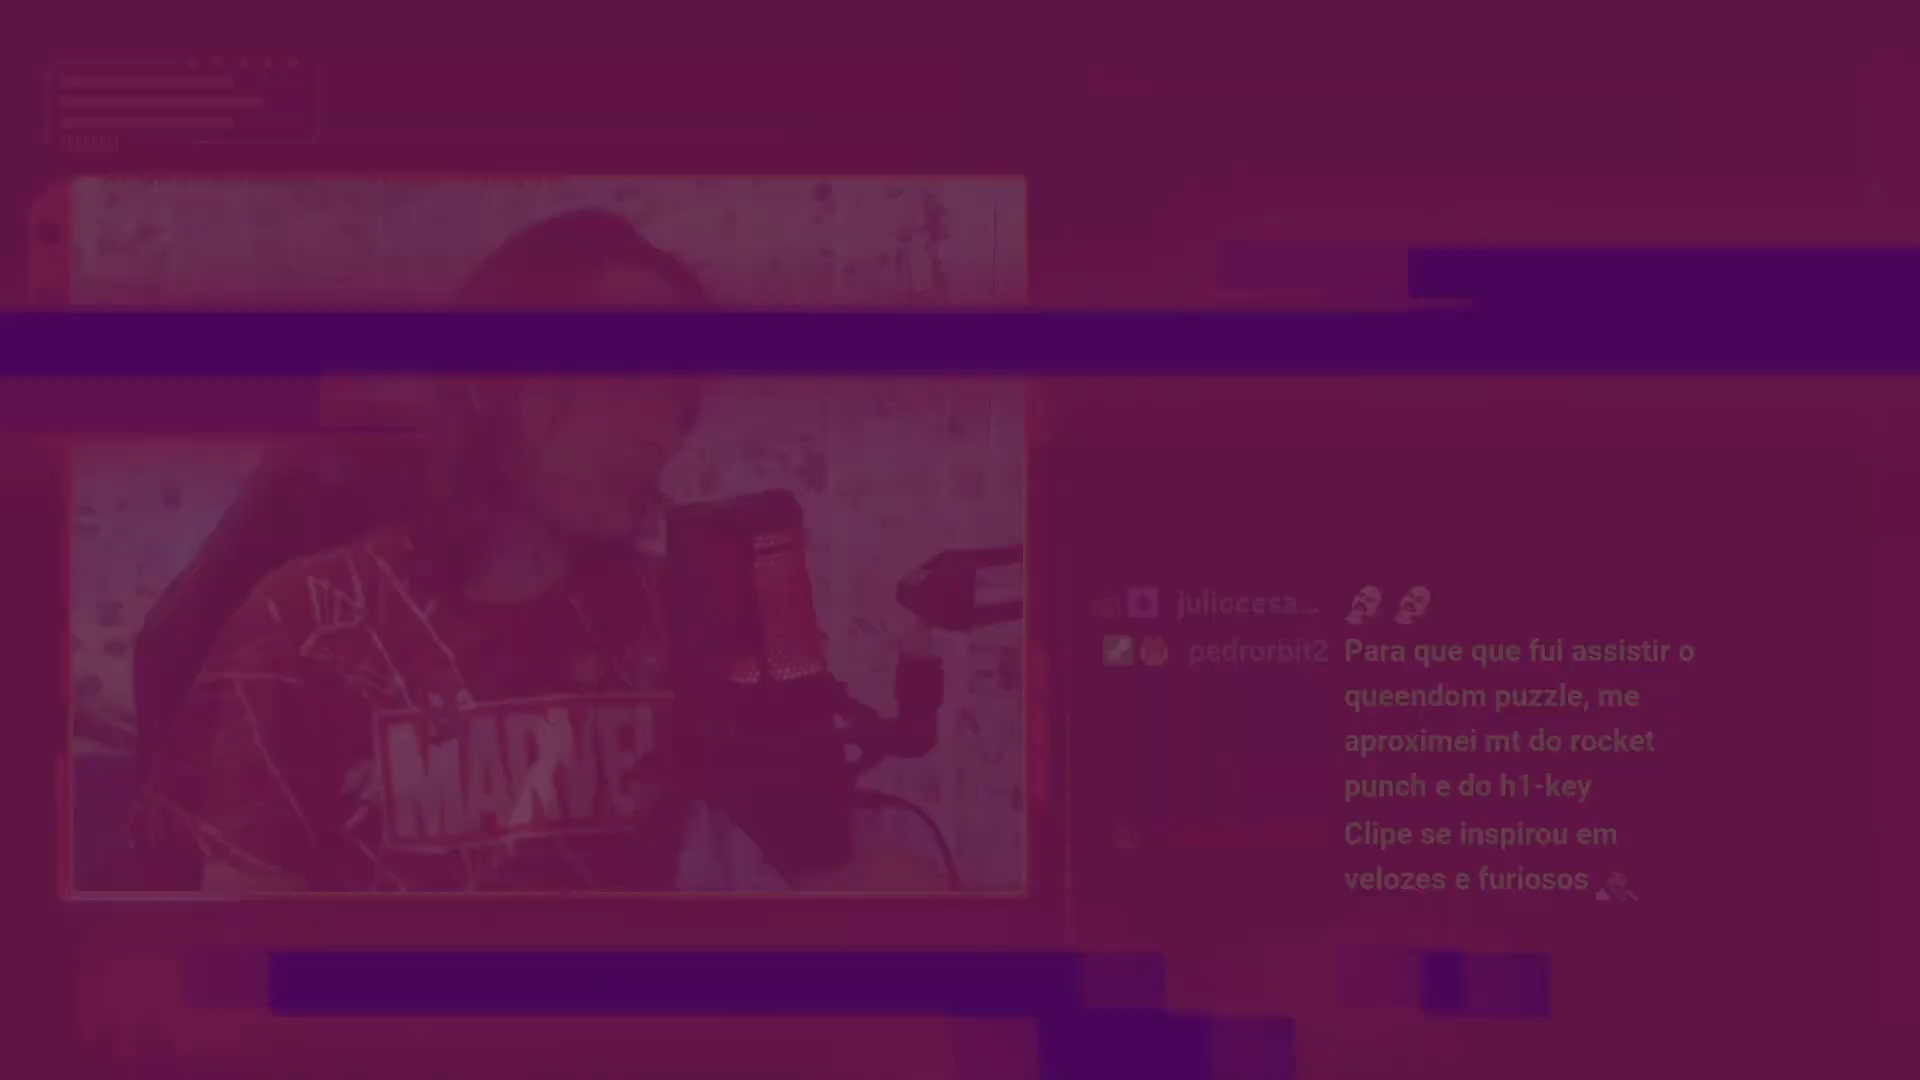 juliocesa...
pedrorbit2 Para que que fui assistir o
queendom puzzle, me
aproximei mt do rocket
punch e do h1-key
Clipe se inspirou em
velozes e furiosos
MARVEL